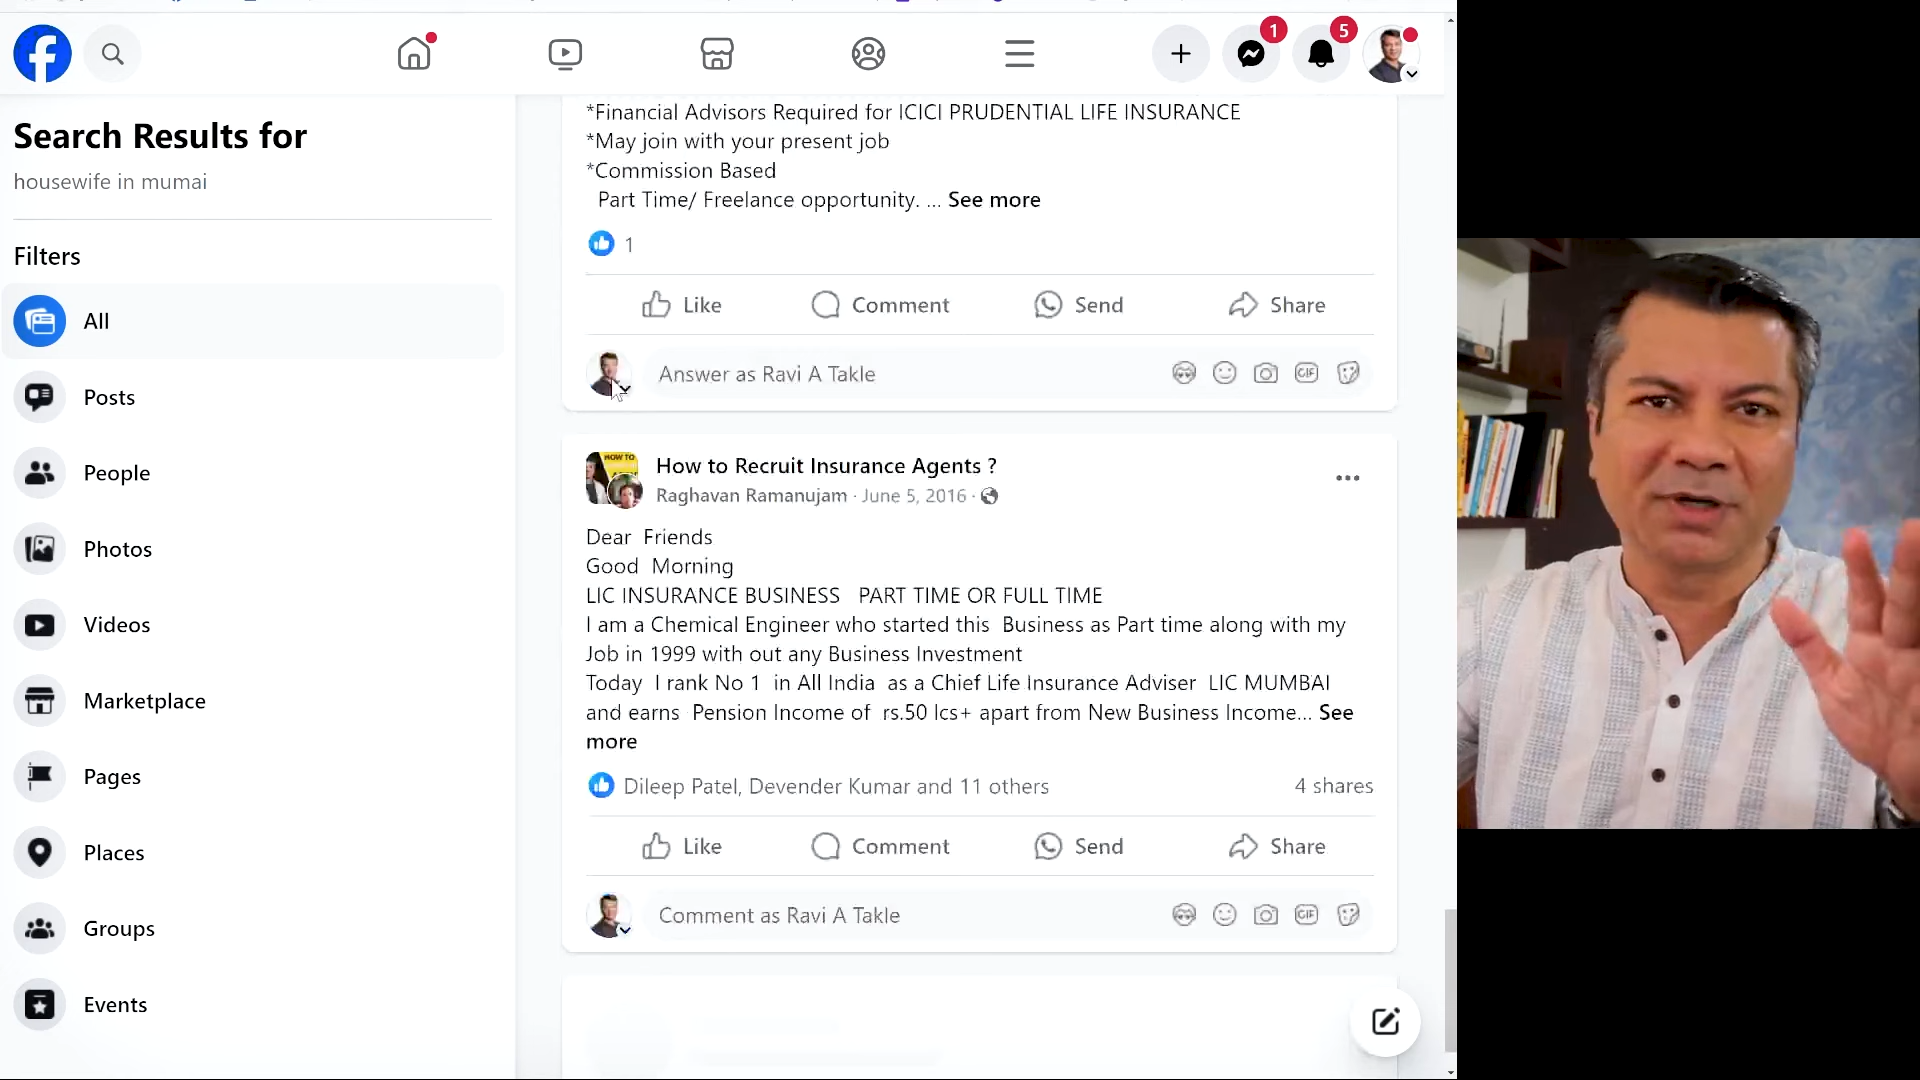 1
5
Search Results for
housewife in mumai
Filters
All
Posts
People
Photos
Videos
Marketplace
Pages
Places
Groups
Events
*Financial Advisors Required for ICICI PRUDENTIAL LIFE INSURANCE
*May join with your present job
*Commission Based
Part Time/ Freelance opportunity. ... See more
1
Like Comment Send Share
Answer as Ravi A Takle
GIF
How to Recruit Insurance Agents ?
Raghavan Ramanujam · June 5, 2016 ·
HOW TO
Dear Friends
Good Morning
LIC INSURANCE BUSINESS PART TIME OR FULL TIME
I am a Chemical Engineer who started this Business as Part time along with my
Job in 1999 with out any Business Investment
Today I rank No 1 in All India as a Chief Life Insurance Adviser LIC MUMBAI
and earns Pension Income of rs.50 lcs+ apart from New Business Income... See
more
Dileep Patel, Devender Kumar and 11 others 4 shares
Like Comment Send Share
Comment as Ravi A Takle
GIF